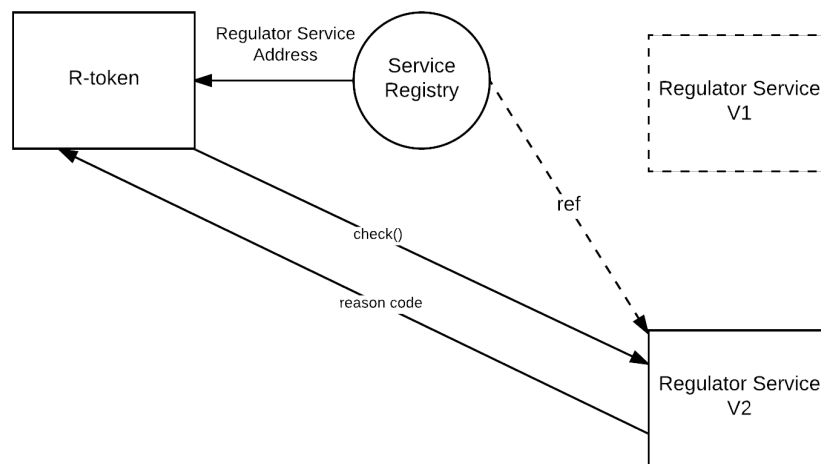 Regulator Service
Address
R-token
Service
Registry
Regulator Service
V1
ref
check()
reason code
Regulator Service
V2